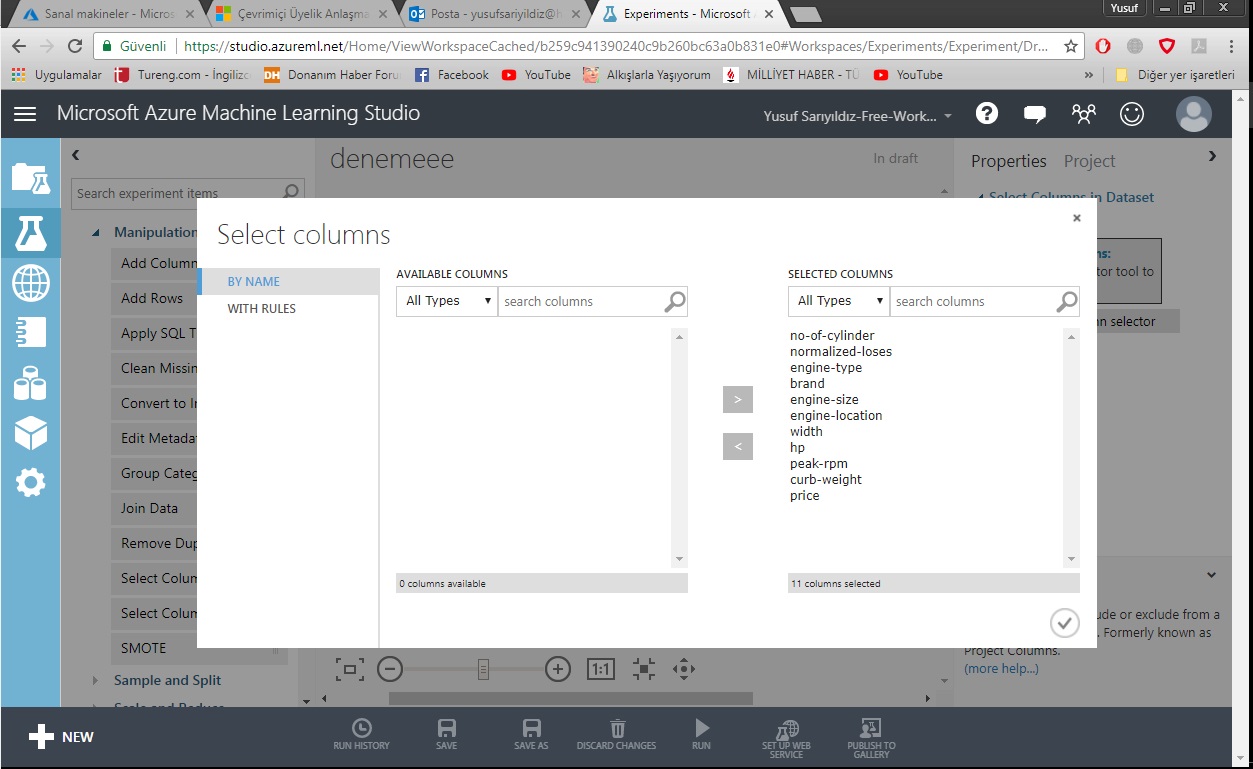 Sanal makineler - Micros
Çevrimiçi Üyelik Anlaşma
Posta - yusufsariyildiz@h
Experiments - Microsoft
Yusuf
Güvenli
https://studio.azureml.net/Home/ViewWorkspaceCached/b259c941390240c9b260bc63a0b831e0#Workspaces/Experiments/Experiment/Dr...
Uygulamalar
Tureng.com - İngilizc
DH Donanım Haber Foru
Facebook
YouTube
Alkışlarla Yaşıyorum
MİLLİYET HABER - TÜ
YouTube
»
Diğer yer işaretleri
Microsoft Azure Machine Learning Studio
Yusuf Sarıyıldız-Free-Work...
denemeee
In draft
Properties
Project
Search experiment items
Select Columns in Dataset
Manipulation
Add Column
Add Rows
Apply SQL T
Clean Missin
Convert to In
Edit Metada
Group Categ
Join Data
Remove Dup
Select Colum
Select Colum
SMOTE
Sample and Split
Scale and Reduce
Select columns
BY NAME
WITH RULES
AVAILABLE COLUMNS
All Types
search columns
0 columns available
>
<
SELECTED COLUMNS
All Types
search columns
no-of-cylinder
normalized-loses
engine-type
brand
engine-size
engine-location
width
hp
peak-rpm
curb-weight
price
11 columns selected
ns:
tor tool to
n selector
ude or exclude from a
. Formerly known as
Project Columns.
(more help...)
1:1
NEW
RUN HISTORY
SAVE
SAVE AS
DISCARD CHANGES
RUN
SET UP WEB
SERVICE
PUBLISH TO
GALLERY